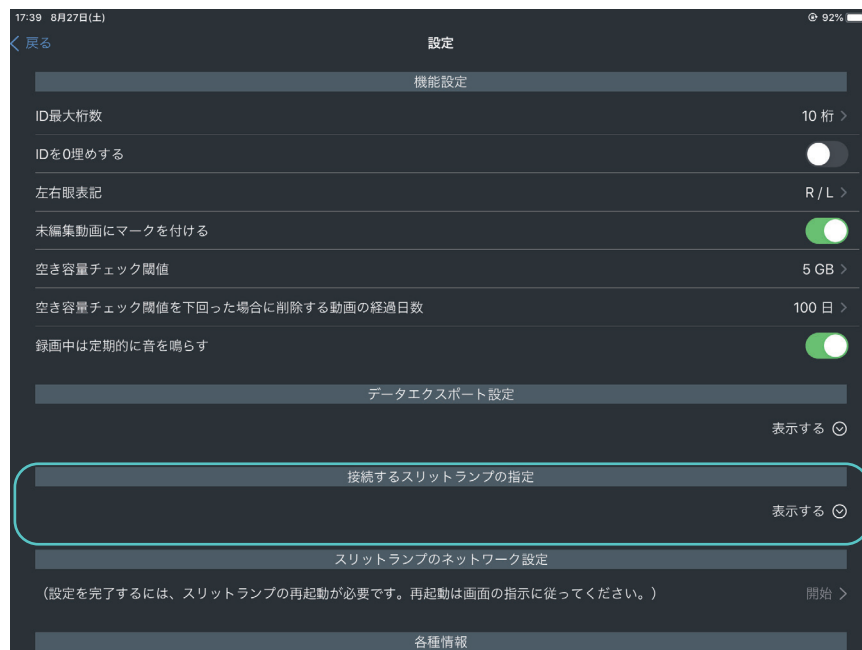 17:39 8月27日(土) 92%
戻る 設定
機能設定
ID最大桁数 10 桁
IDを0埋めする
左右眼表記 R / L
未編集動画にマークを付ける
空き容量チェック閾値 5 GB
空き容量チェック閾値を下回った場合に削除する動画の経過日数 100 日
録画中は定期的に音を鳴らす
データエクスポート設定
表示する
接続するスリットランプの指定
表示する
スリットランプのネットワーク設定
（設定を完了するには、スリットランプの再起動が必要です。再起動は画面の指示に従ってください。） 開始
各種情報